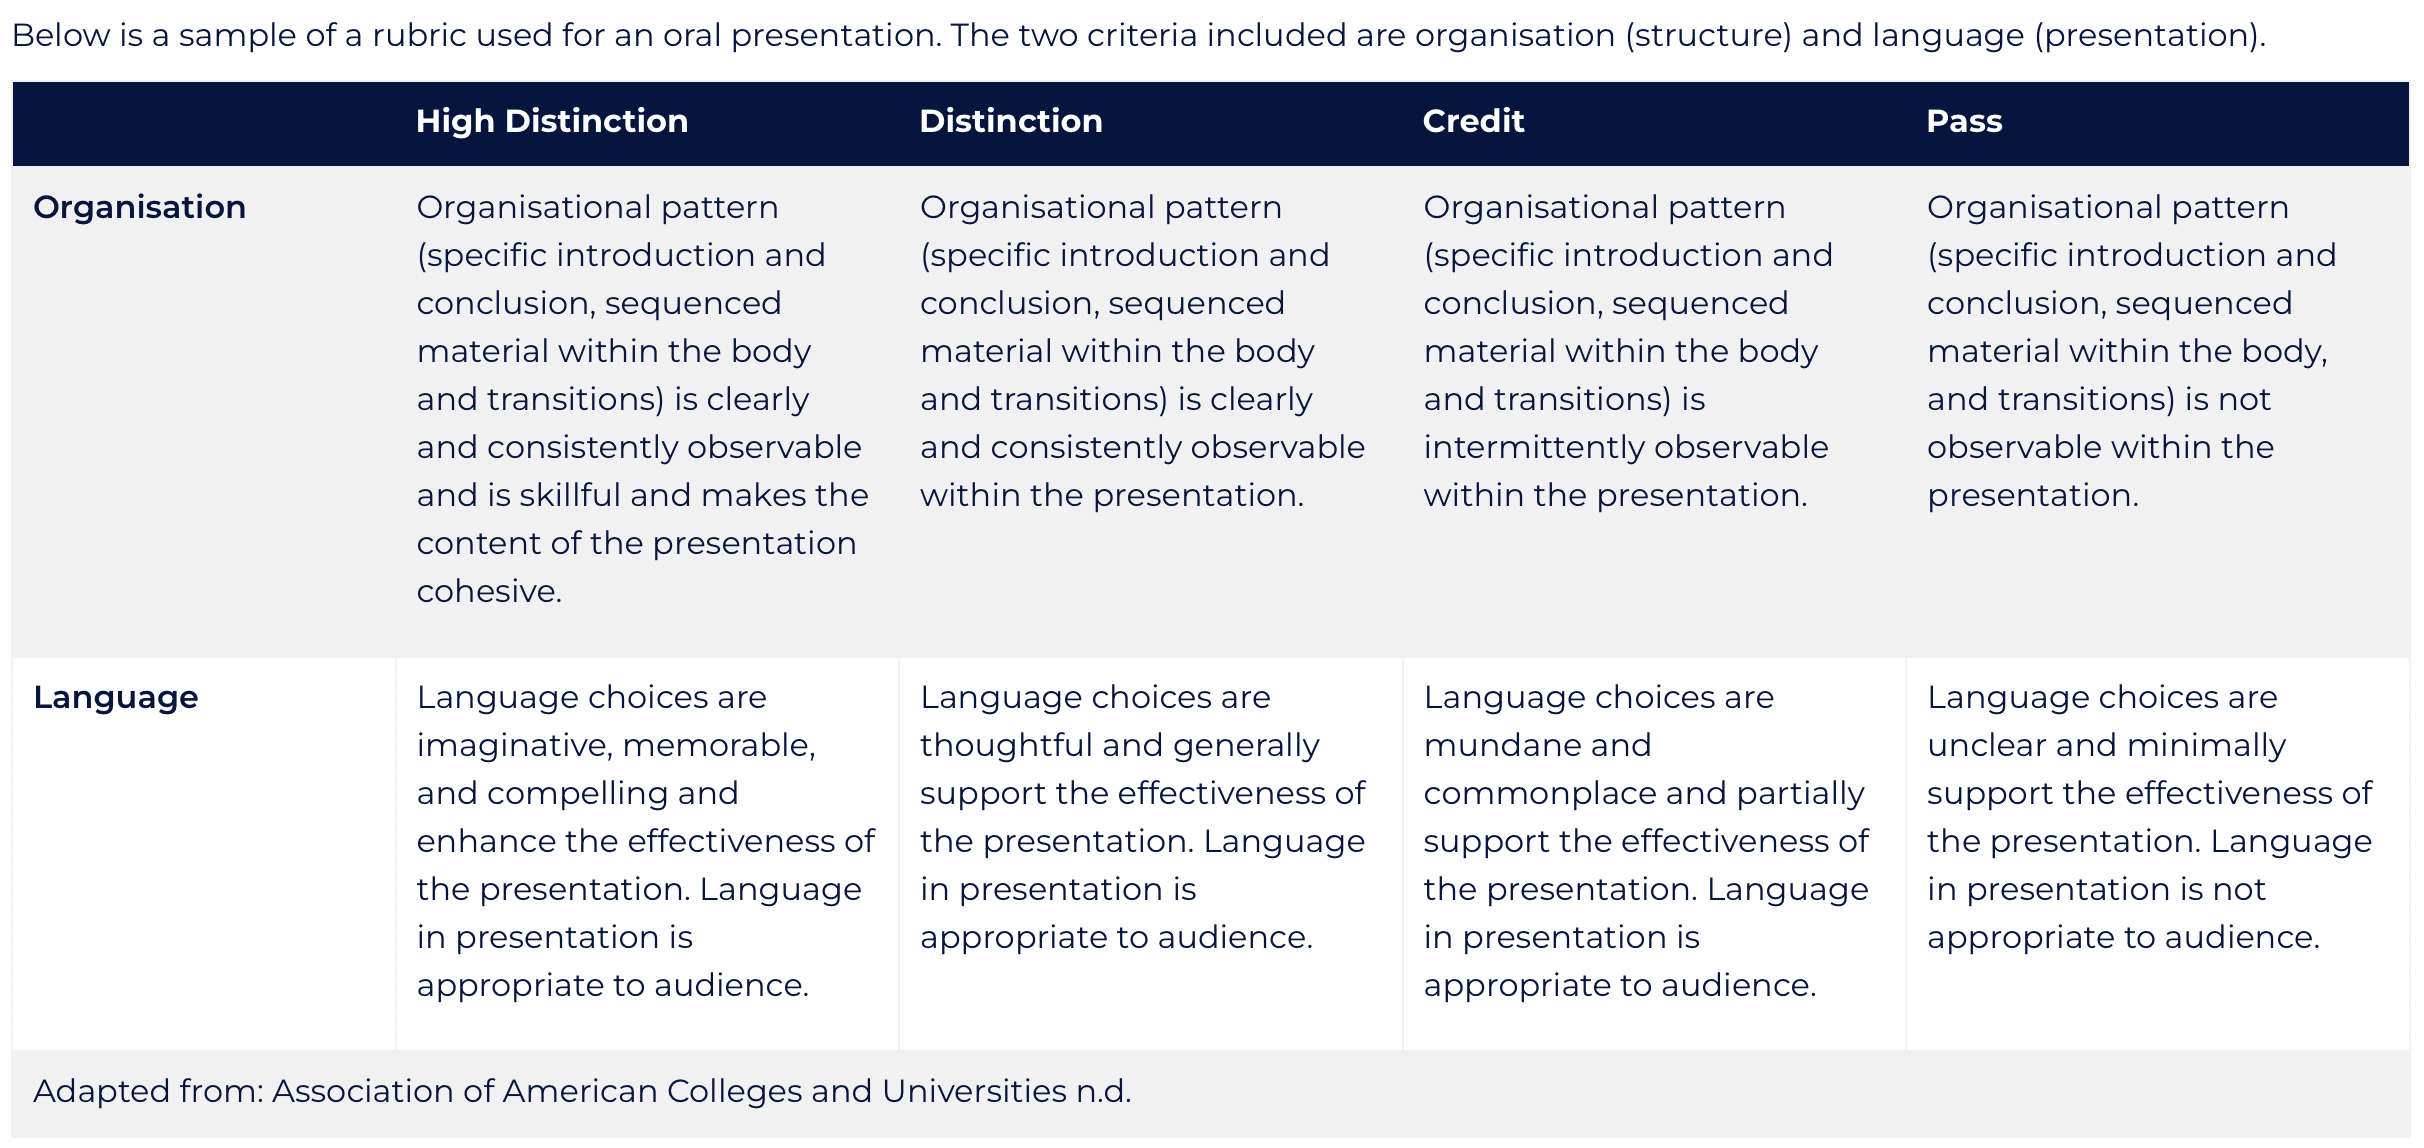 Below is a sample of a rubric used for an oral presentation. The two criteria included are organisation (structure) and language (presentation).
High Distinction
Distinction
Credit
Pass
Organisation
Organisational pattern
(specific introduction and
conclusion, sequenced
material within the body
and transitions) is clearly
and consistently observable
and is skillful and makes the
content of the presentation
cohesive.
Organisational pattern
(specific introduction and
conclusion, sequenced
material within the body
and transitions) is clearly
and consistently observable
within the presentation.
Organisational pattern
(specific introduction and
conclusion, sequenced
material within the body
and transitions) is
intermittently observable
within the presentation.
Organisational pattern
(specific introduction and
conclusion, sequenced
material within the body,
and transitions) is not
observable within the
presentation.
Language
Language choices are
imaginative, memorable,
and compelling and
enhance the effectiveness of
the presentation. Language
in presentation is
appropriate to audience.
Language choices are
thoughtful and generally
support the effectiveness of
the presentation. Language
in presentation is
appropriate to audience.
Language choices are
mundane and
commonplace and partially
support the effectiveness of
the presentation. Language
in presentation is
appropriate to audience.
Language choices are
unclear and minimally
support the effectiveness of
the presentation. Language
in presentation is not
appropriate to audience.
Adapted from: Association of American Colleges and Universities n.d.